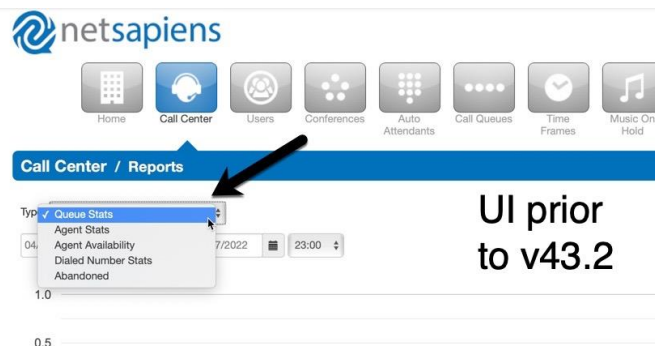 netsapiens
Home
Call Center
Users
Conferences
Auto
Attendants
Call Queues
Time
Frames
Music On
Hold
Call Center / Reports
Typ
✓ Queue Stats
Agent Stats
Agent Availability
Dialed Number Stats
Abandoned
04/
7/2022
23:00
UI prior
to v43.2
1.0
0.5